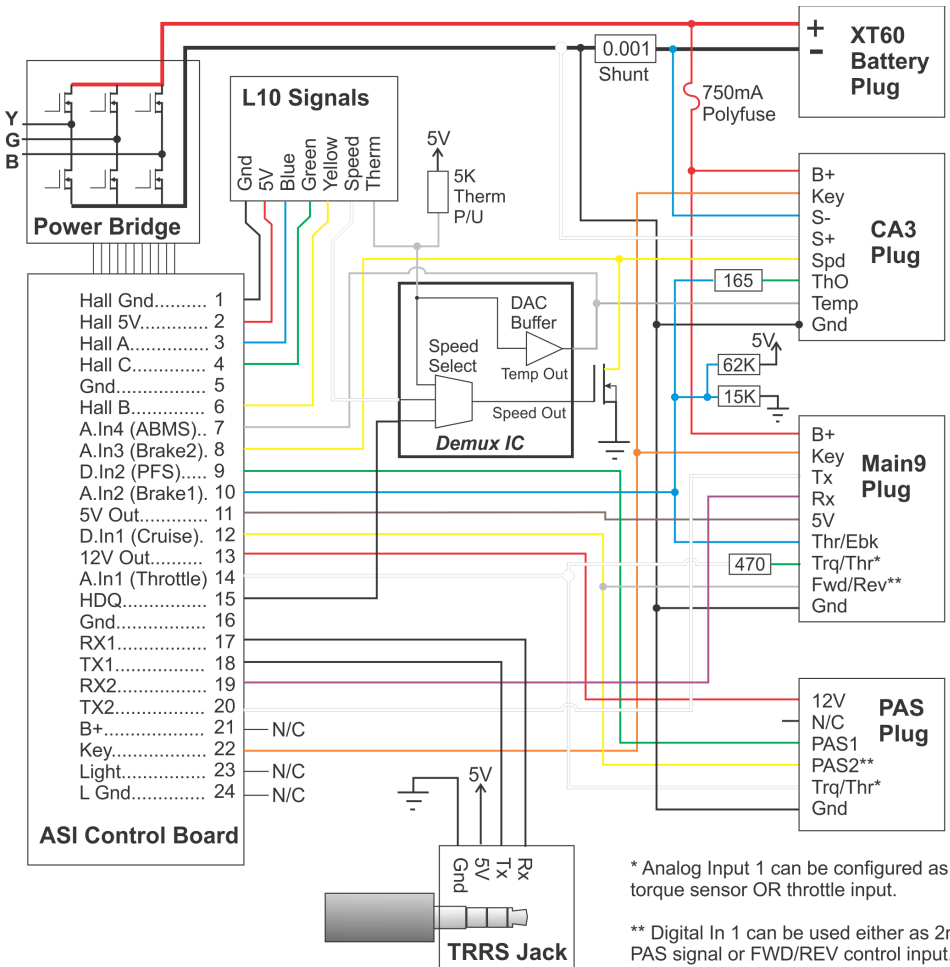 +
-
XT60
Battery
Plug
0.001
Shunt
750mA
Polyfuse
Y
G
B
Power Bridge
L10 Signals
Gnd
5V
Blue
Green
Yellow
Speed
Therm
5V
5K
Therm
P/U
B+
Key
S-
S+
Spd
ThO
Temp
Gnd
CA3
Plug
165
5V
62K
15K
DAC
Buffer
Speed
Select
Temp Out
Speed Out
Demux IC
Hall Gnd.......... 1
Hall 5V............. 2
Hall A............... 3
Hall C............... 4
Gnd.................. 5
Hall B............... 6
A.In4 (ABMS).. 7
A.In3 (Brake2). 8
D.In2 (PFS)..... 9
A.In2 (Brake1). 10
5V Out............. 11
D.In1 (Cruise). 12
12V Out........... 13
A.In1 (Throttle) 14
HDQ................ 15
Gnd................. 16
RX1................. 17
TX1................. 18
RX2................. 19
TX2................. 20
B+................... 21
Key.................. 22
Light................ 23
L Gnd.............. 24
N/C
N/C
N/C
ASI Control Board
B+
Key
Tx
Rx
5V
Thr/Ebk
Trq/Thr*
Fwd/Rev**
Gnd
Main9
Plug
470
12V
N/C
PAS1
PAS2**
Trq/Thr*
Gnd
PAS
Plug
5V
Gnd
5V
Tx
Rx
TRRS Jack
* Analog Input 1 can be configured as
torque sensor OR throttle input.
** Digital In 1 can be used either as 2n
PAS signal or FWD/REV control input